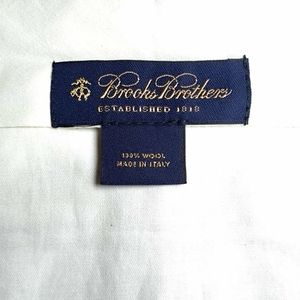 Brooks Brothers
ESTABLISHED 1818
100% WOOL
MADE IN ITALY